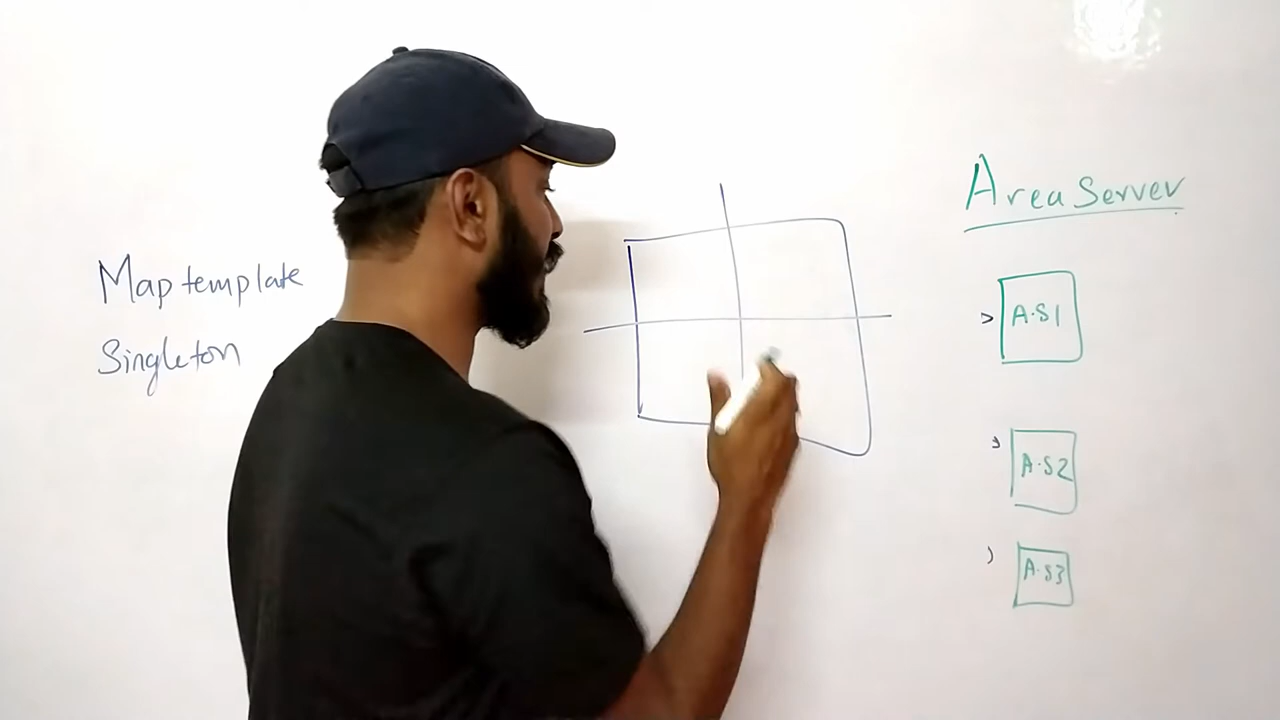 Map template
Singleton
Area Server
A.S1
A.S2
A.S3